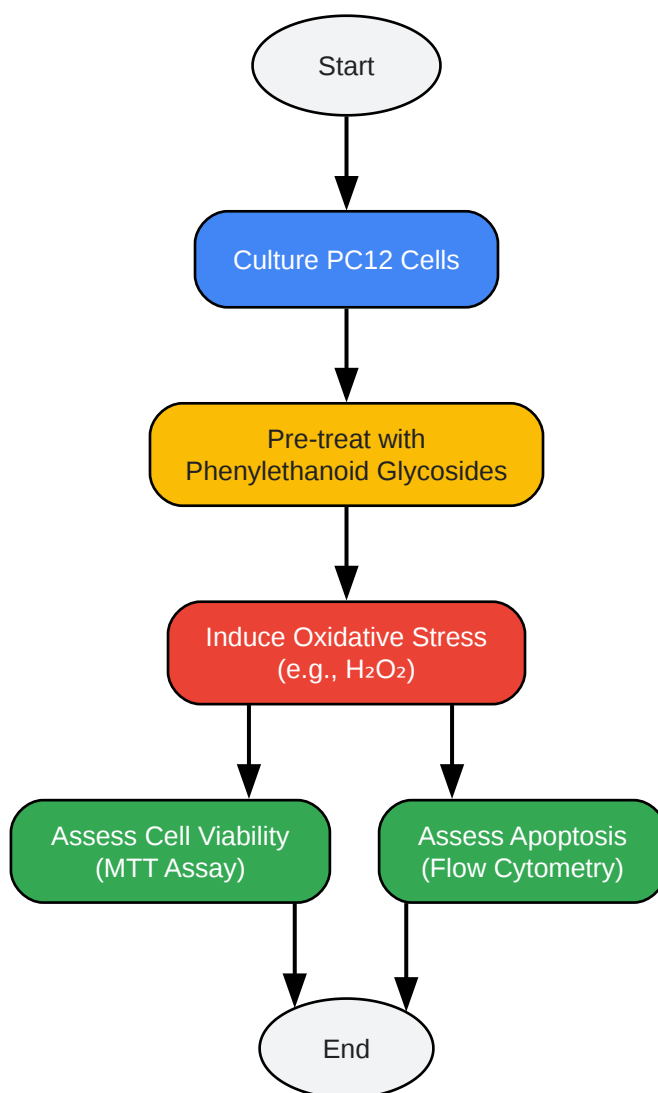 Start
Culture PC12 Cells
Pre-treat with
Phenylethanoid Glycosides
Induce Oxidative Stress
(e.g., H₂O₂)
Assess Cell Viability
(MTT Assay)
Assess Apoptosis
(Flow Cytometry)
End